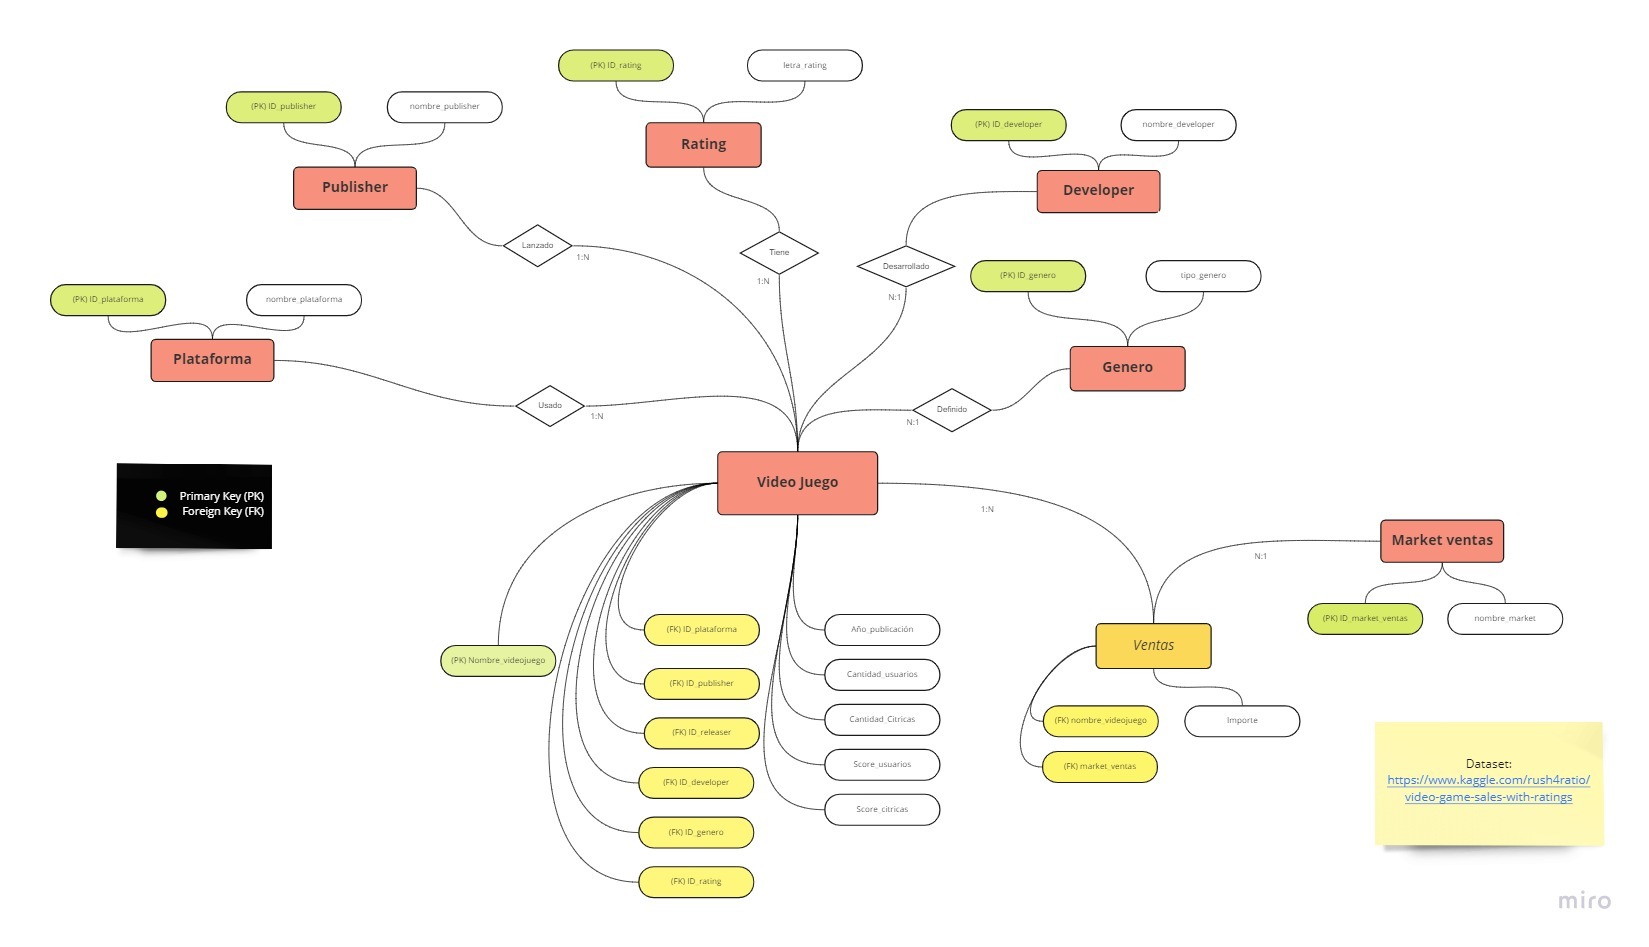 (PK) ID_rating
letra_rating
(PK) ID_publisher
nombre_publisher
(PK) ID_developer
nombre_developer
Rating
Publisher
Developer
Lanzado
1:N
Tiene
1:N
Desarrollado
N:1
(PK) ID_genero
tipo_genero
(PK) ID_plataforma
nombre_plataforma
Plataforma
Genero
Usado
1:N
Definido
N:1
Video Juego
Primary Key (PK)
Foreign Key (FK)
1:N
Market ventas
N:1
(PK) ID_market_ventas
nombre_market
(PK) Nombre_videojuego
(FK) ID_plataforma
(FK) ID_publisher
(FK) ID_releaser
(FK) ID_developer
(FK) ID_genero
(FK) ID_rating
Año_publicación
Cantidad_usuarios
Cantidad_Citricas
Score_usuarios
Score_citricas
Ventas
(FK) nombre_videojuego
Importe
(FK) market_ventas
Dataset:
https://www.kaggle.com/rush4ratio/
video-game-sales-with-ratings
miro